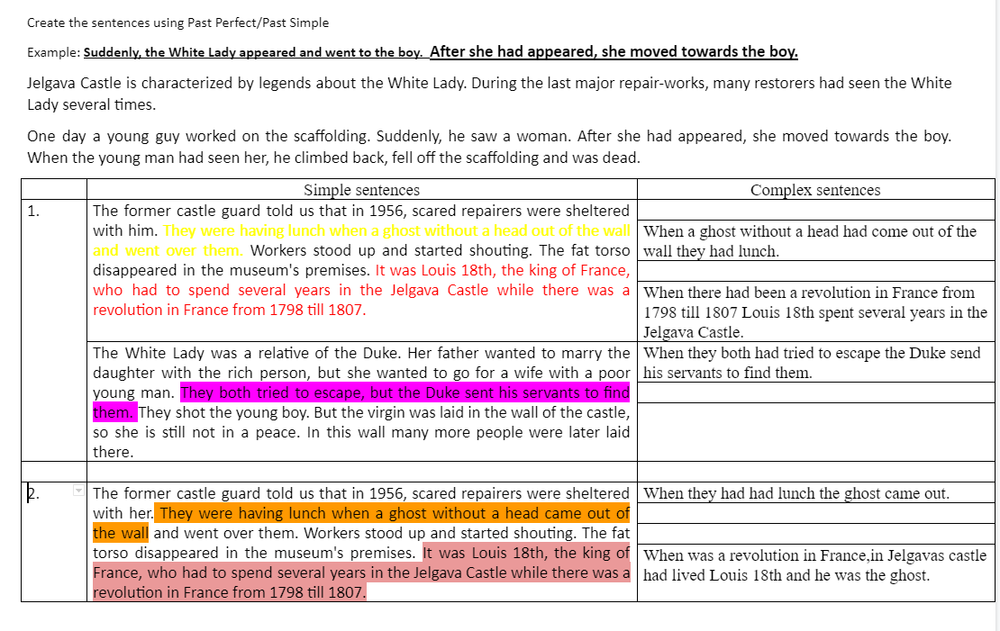 Create the sentences using Past Perfect/Past Simple
Example: Suddenly, the White Lady appeared and went to the boy. After she had appeared, she moved towards the boy.
Jelgava Castle is characterized by legends about the White Lady. During the last major repair-works, many restorers had seen the White
Lady several times.
One day a young guy worked on the scaffolding. Suddenly, he saw a woman. After she had appeared, she moved towards the boy.
When the young man had seen her, he climbed back, fell off the scaffolding and was dead.
Simple sentences
Complex sentences
1.
The former castle guard told us that in 1956, scared repairers were sheltered
with him. They were having lunch when a ghost without a head out of the wall
and went over them. Workers stood up and started shouting. The fat torso
disappeared in the museum's premises. It was Louis 18th, the king of France,
who had to spend several years in the Jelgava Castle while there was a
revolution in France from 1798 till 1807.
When a ghost without a head had come out of the
wall they had lunch.
When there had been a revolution in France from
1798 till 1807 Louis 18th spent several years in the
Jelgava Castle.
The White Lady was a relative of the Duke. Her father wanted to marry the
daughter with the rich person, but she wanted to go for a wife with a poor
young man. They both tried to escape, but the Duke sent his servants to find
them. They shot the young boy. But the virgin was laid in the wall of the castle,
so she is still not in a peace. In this wall many more people were later laid
there.
When they both had tried to escape the Duke send
his servants to find them.
2.
The former castle guard told us that in 1956, scared repairers were sheltered
with her. They were having lunch when a ghost without a head came out of
the wall and went over them. Workers stood up and started shouting. The fat
torso disappeared in the museum's premises. It was Louis 18th, the king of
France, who had to spend several years in the Jelgava Castle while there was a
revolution in France from 1798 till 1807.
When they had had lunch the ghost came out.
When was a revolution in France,in Jelgavas castle
had lived Louis 18th and he was the ghost.